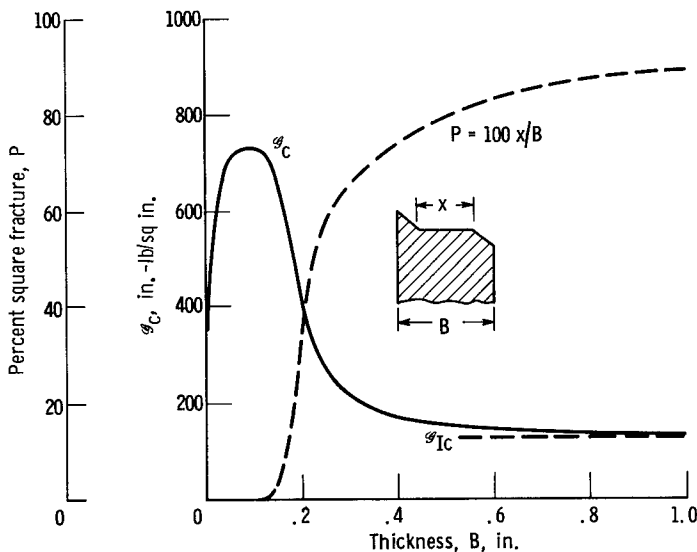 Percent square fracture, P
100
80
60
40
20
0
𝒢C, in. -lb/sq in.
1000
800
600
400
200
𝒢C
P = 100 x/B
x
B
𝒢Ic
0
.2
.4
.6
.8
1.0
Thickness, B, in.